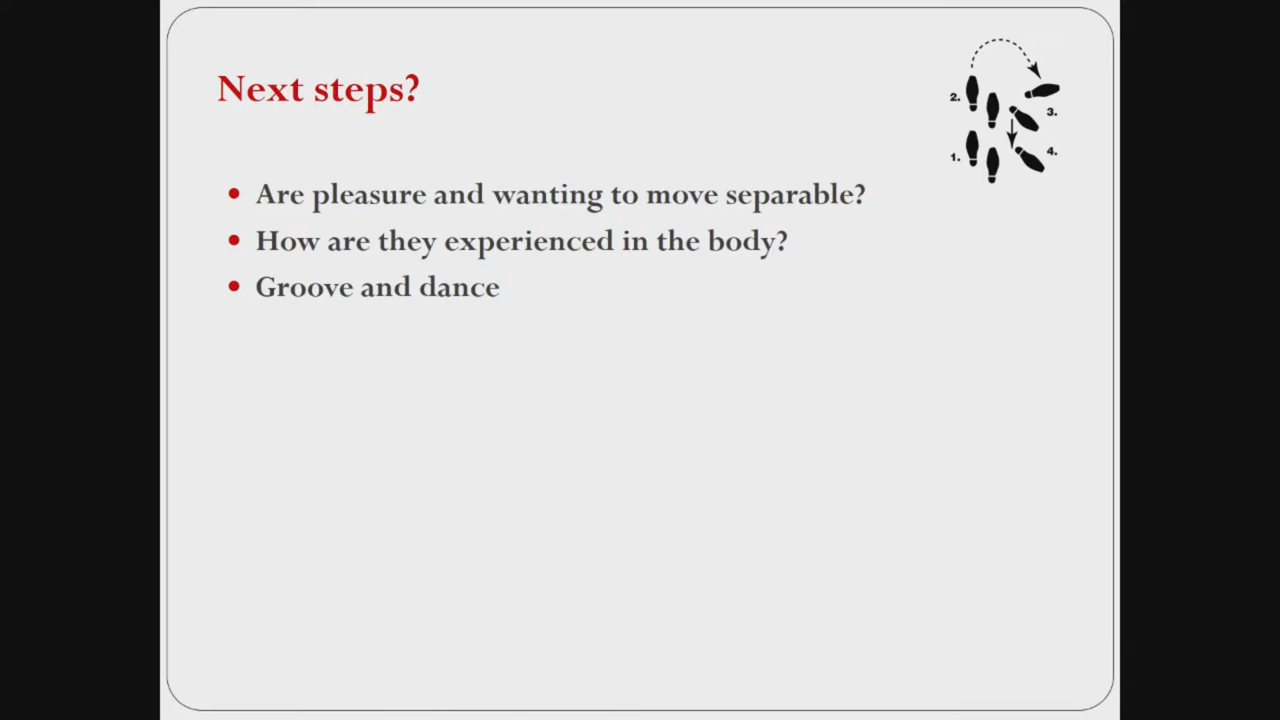 Next steps?
2.
3.
1.
4.
Are pleasure and wanting to move separable?
How are they experienced in the body?
Groove and dance